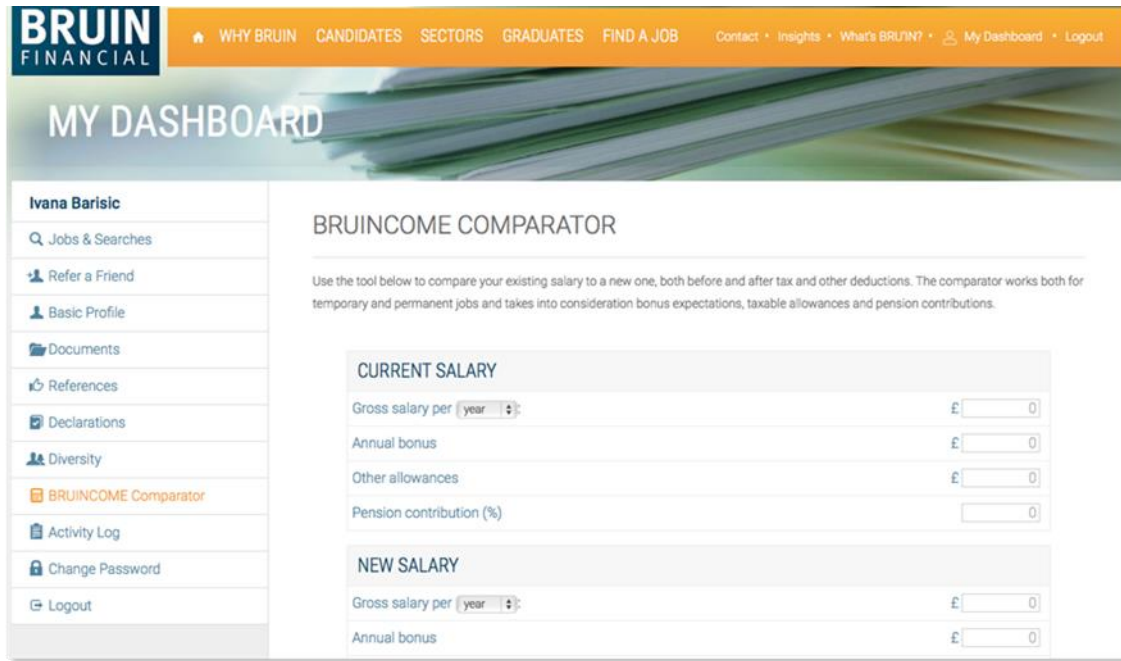 BRUIN
FINANCIAL
WHY BRUIN CANDIDATES SECTORS GRADUATES FIND A JOB
Contact • Insights • What's BRU'IN? • My Dashboard • Logout
MY DASHBOARD
Ivana Barisic
Jobs & Searches
Refer a Friend
Basic Profile
Documents
References
Declarations
Diversity
BRUINCOME Comparator
Activity Log
Change Password
Logout
BRUINCOME COMPARATOR
Use the tool below to compare your existing salary to a new one, both before and after tax and other deductions. The comparator works both for
temporary and permanent jobs and takes into consideration bonus expectations, taxable allowances and pension contributions.
CURRENT SALARY
Gross salary per year : £ 0
Annual bonus £ 0
Other allowances £ 0
Pension contribution (%) 0
NEW SALARY
Gross salary per year : £ 0
Annual bonus £ 0